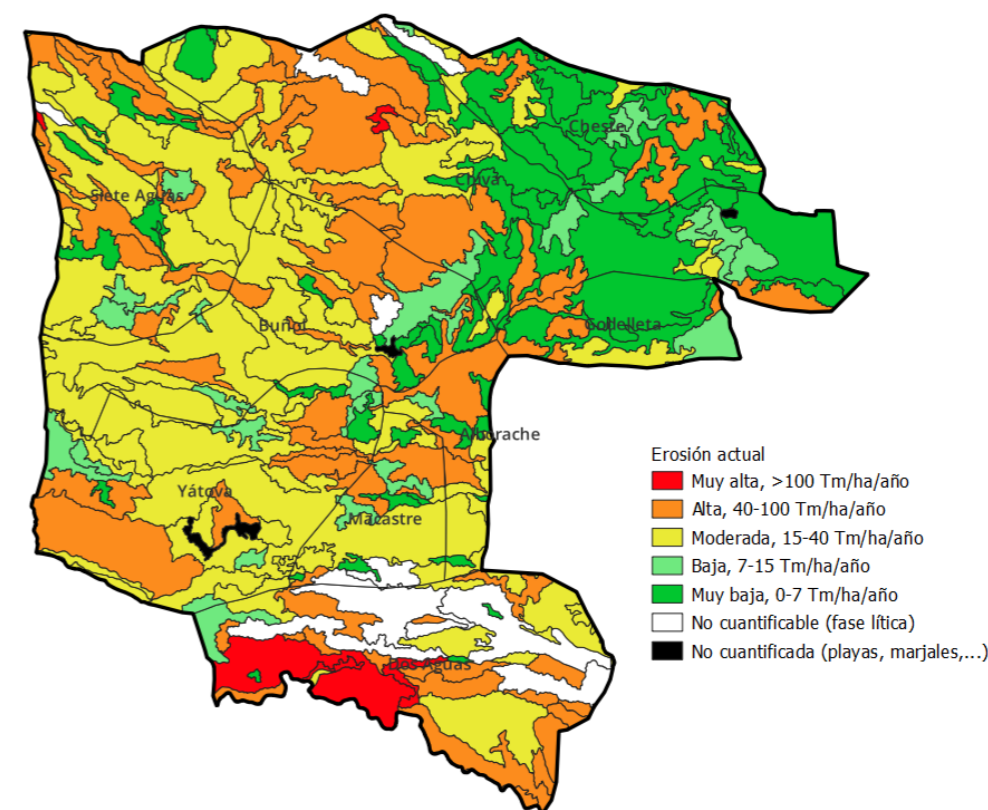 Cheste
Chiva
Siete Aguas
Buñol
Godelleta
Alborache
Yátova
Macastre
Dos Aguas
Erosión actual
Muy alta, >100 Tm/ha/año
Alta, 40-100 Tm/ha/año
Moderada, 15-40 Tm/ha/año
Baja, 7-15 Tm/ha/año
Muy baja, 0-7 Tm/ha/año
No cuantificable (fase lítica)
No cuantificada (playas, marjales,...)